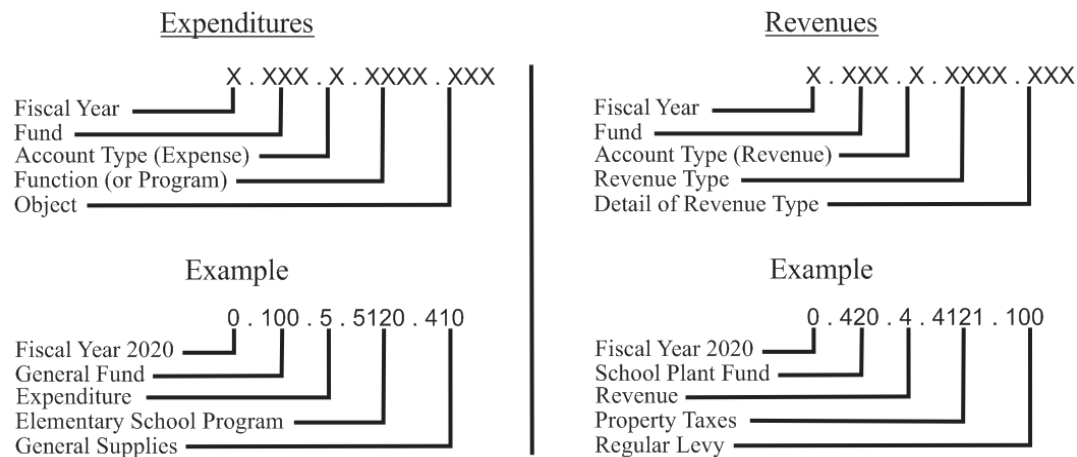 Expenditures
X . XXX . X . XXXX . XXX
Fiscal Year
Fund
Account Type (Expense)
Function (or Program)
Object
Example
0 . 100 . 5 . 5120 . 410
Fiscal Year 2020
General Fund
Expenditure
Elementary School Program
General Supplies
Revenues
X . XXX . X . XXXX . XXX
Fiscal Year
Fund
Account Type (Revenue)
Revenue Type
Detail of Revenue Type
Example
0 . 420 . 4 . 4121 . 100
Fiscal Year 2020
School Plant Fund
Revenue
Property Taxes
Regular Levy